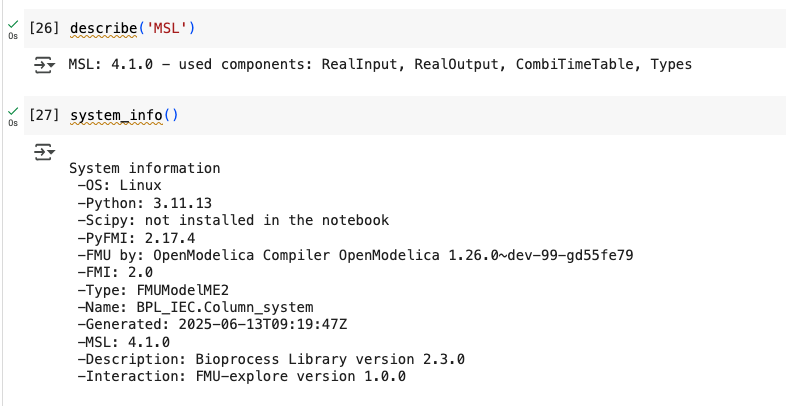 [26] describe('MSL')
0s
MSL: 4.1.0 - used components: RealInput, RealOutput, CombiTimeTable, Types
[27] system_info()
0s
System information
-OS: Linux
-Python: 3.11.13
-Scipy: not installed in the notebook
-PyFMI: 2.17.4
-FMU by: OpenModelica Compiler OpenModelica 1.26.0~dev-99-gd55fe79
-FMI: 2.0
-Type: FMUModelME2
-Name: BPL_IEC.Column_system
-Generated: 2025-06-13T09:19:47Z
-MSL: 4.1.0
-Description: Bioprocess Library version 2.3.0
-Interaction: FMU-explore version 1.0.0